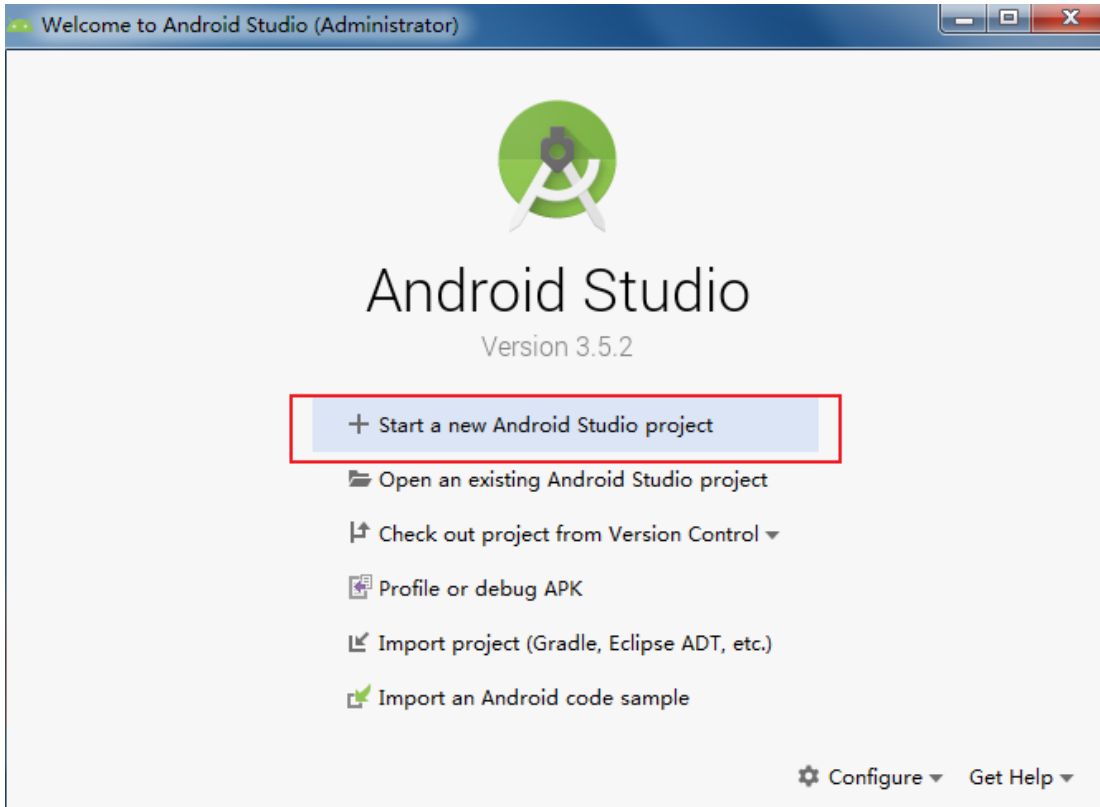 Welcome to Android Studio (Administrator)
Android Studio
Version 3.5.2
Start a new Android Studio project
Open an existing Android Studio project
Check out project from Version Control
Profile or debug APK
Import project (Gradle, Eclipse ADT, etc.)
Import an Android code sample
Configure Get Help